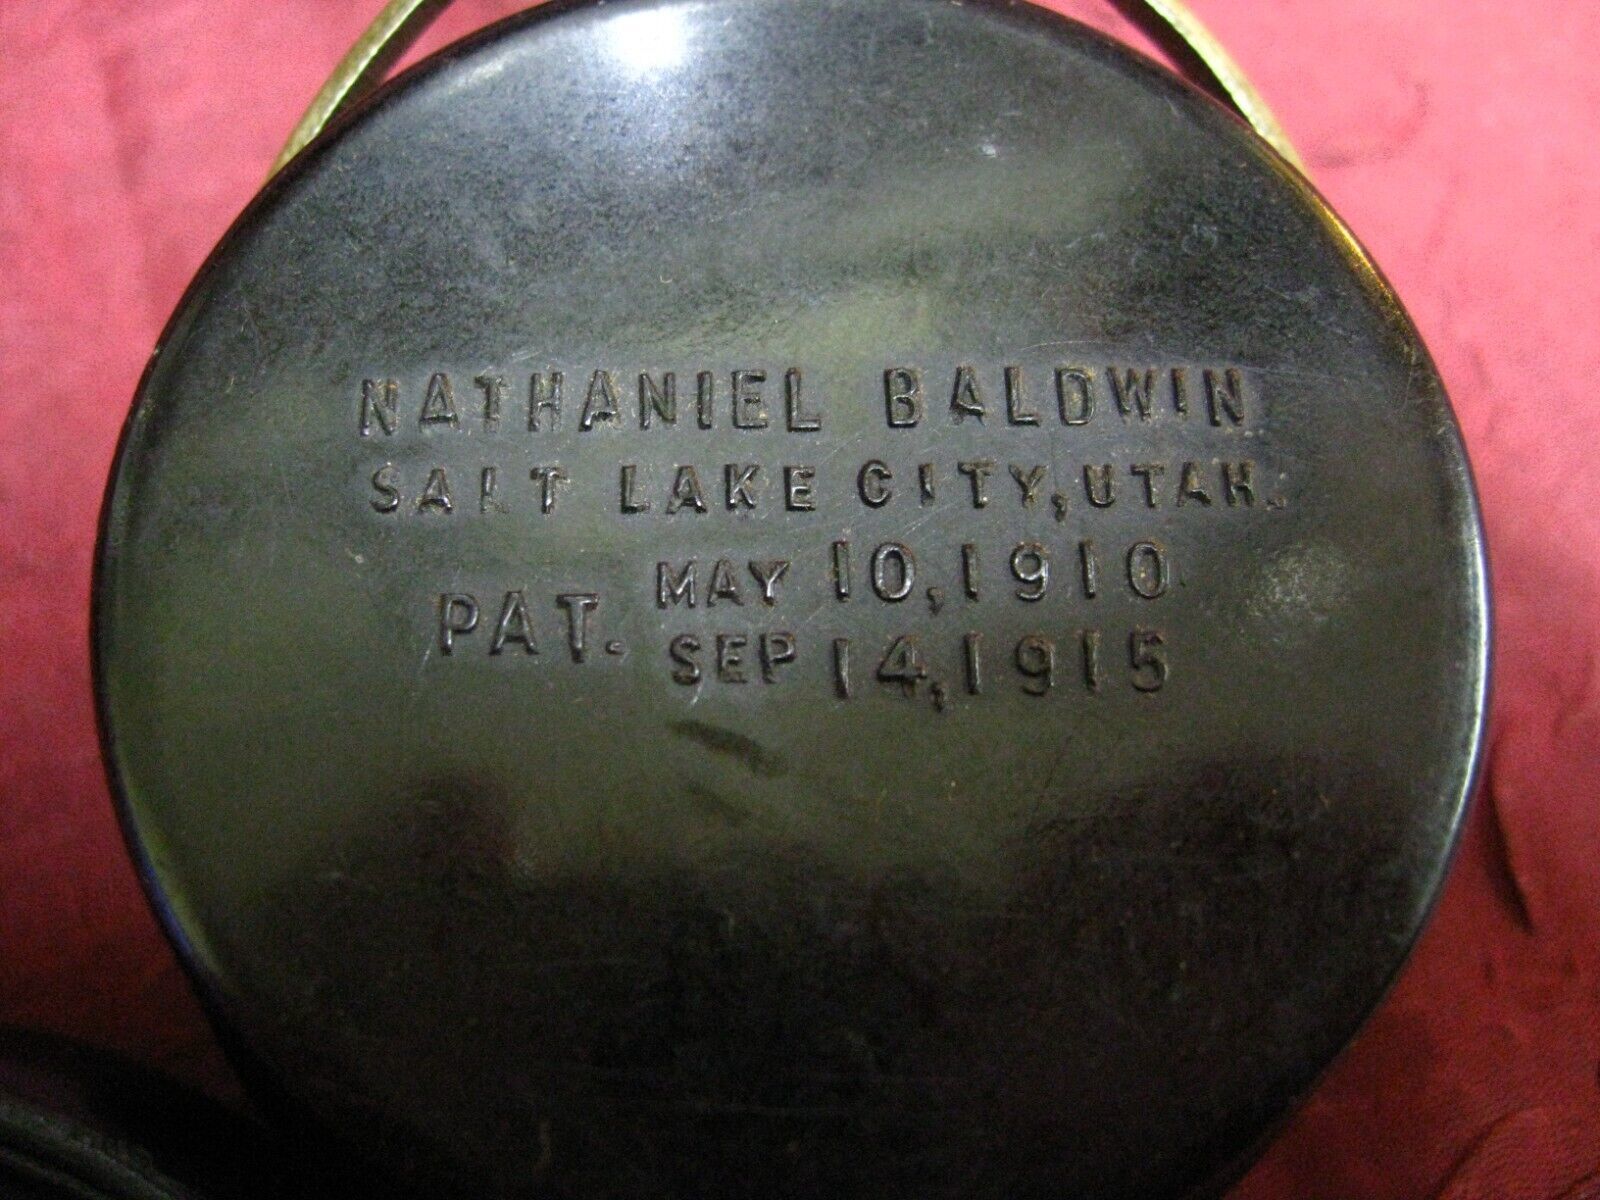 NATHANIEL BALDWIN
SALT LAKE CITY, UTAH.
PAT. MAY 10, 1910
SEP 14, 1915